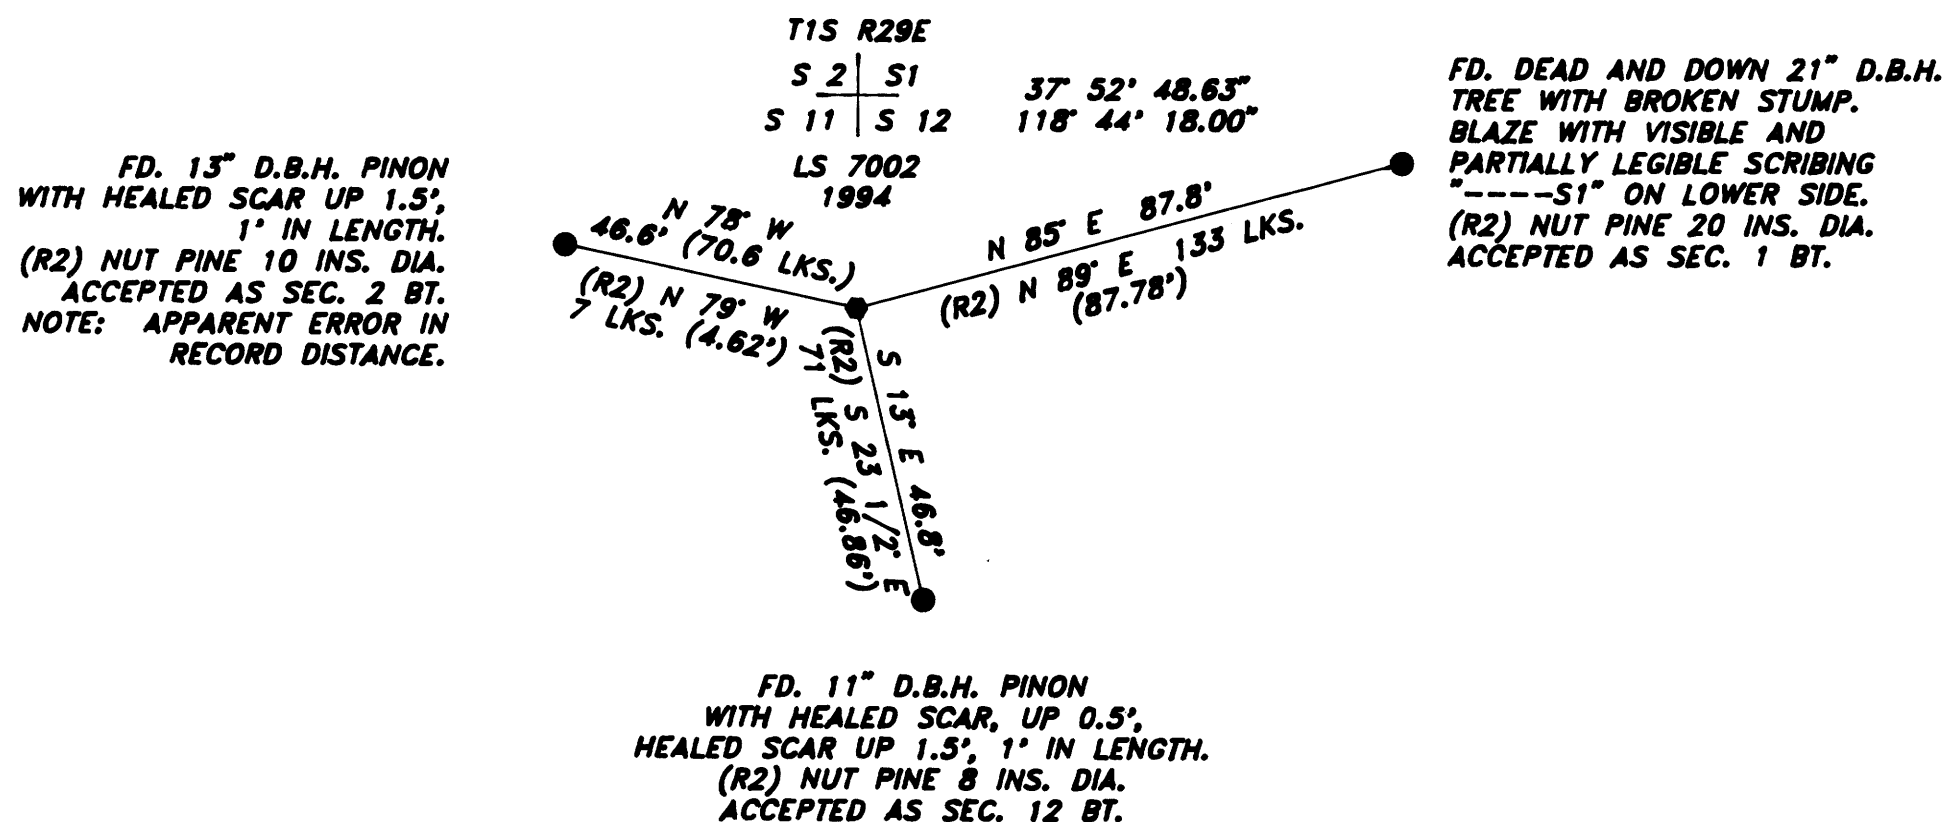 T1S R29E
S 2 S1
S 11 S 12
LS 7002
1994
37° 52' 48.63"
118° 44' 18.00"
FD. DEAD AND DOWN 21" D.B.H.
TREE WITH BROKEN STUMP.
BLAZE WITH VISIBLE AND
PARTIALLY LEGIBLE SCRIBING
"----S1" ON LOWER SIDE.
(R2) NUT PINE 20 INS. DIA.
ACCEPTED AS SEC. 1 BT.
FD. 13" D.B.H. PINON
WITH HEALED SCAR UP 1.5',
1' IN LENGTH.
(R2) NUT PINE 10 INS. DIA.
ACCEPTED AS SEC. 2 BT.
NOTE: APPARENT ERROR IN
RECORD DISTANCE.
N 78° W
46.6' (70.6 LKS.)
(R2) N 79° W
7 LKS. (4.62')
N 85° E 87.8'
(R2) N 89° E 133 LKS.
(87.78')
S 13° E 46.8'
(R2) S 23 1/2° E
71 LKS. (46.86')
FD. 11" D.B.H. PINON
WITH HEALED SCAR, UP 0.5',
HEALED SCAR UP 1.5', 1' IN LENGTH.
(R2) NUT PINE 8 INS. DIA.
ACCEPTED AS SEC. 12 BT.